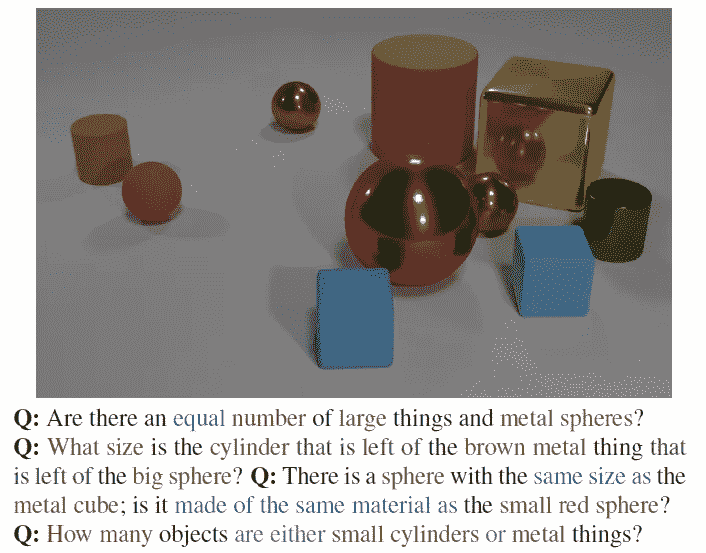 Q: Are there an equal number of large things and metal spheres?
Q: What size is the cylinder that is left of the brown metal thing that
is left of the big sphere? Q: There is a sphere with the same size as the
metal cube; is it made of the same material as the small red sphere?
Q: How many objects are either small cylinders or metal things?